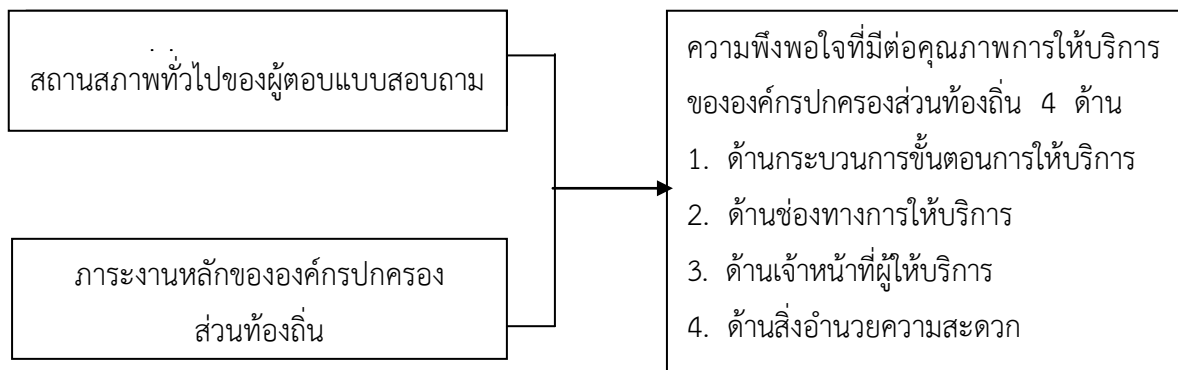 สถานสภาพทั่วไปของผู้ตอบแบบสอบถาม
ภาระงานหลักขององค์กรปกครอง
ส่วนท้องถิ่น
ความพึงพอใจที่มีต่อคุณภาพการให้บริการ
ขององค์กรปกครองส่วนท้องถิ่น 4 ด้าน
1. ด้านกระบวนการขั้นตอนการให้บริการ
2. ด้านช่องทางการให้บริการ
3. ด้านเจ้าหน้าที่ผู้ให้บริการ
4. ด้านสิ่งอำนวยความสะดวก